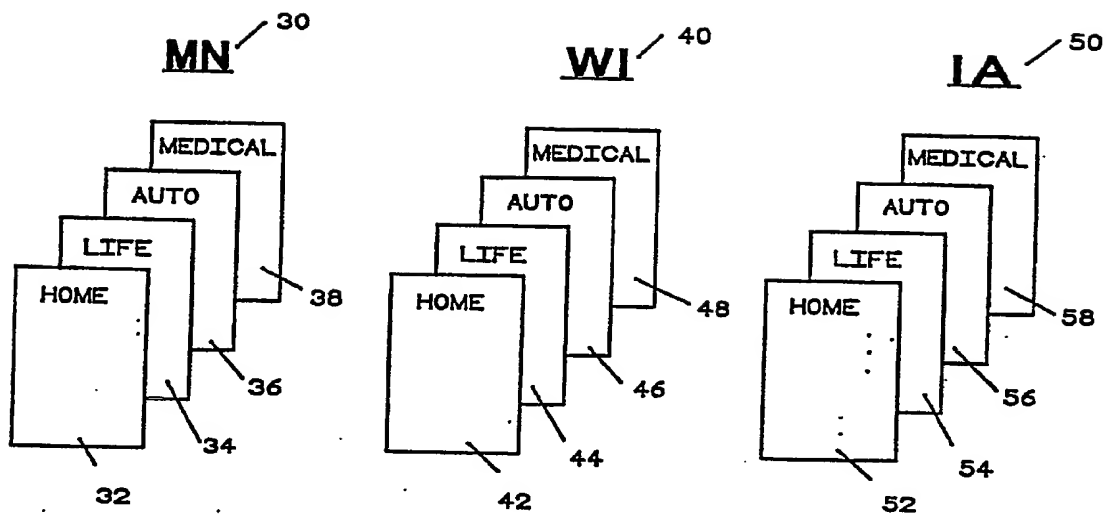 MN 30
MEDICAL
AUTO
LIFE
HOME
38
36
34
32
WI 40
MEDICAL
AUTO
LIFE
HOME
48
46
44
42
IA 50
MEDICAL
AUTO
LIFE
HOME
58
56
54
52